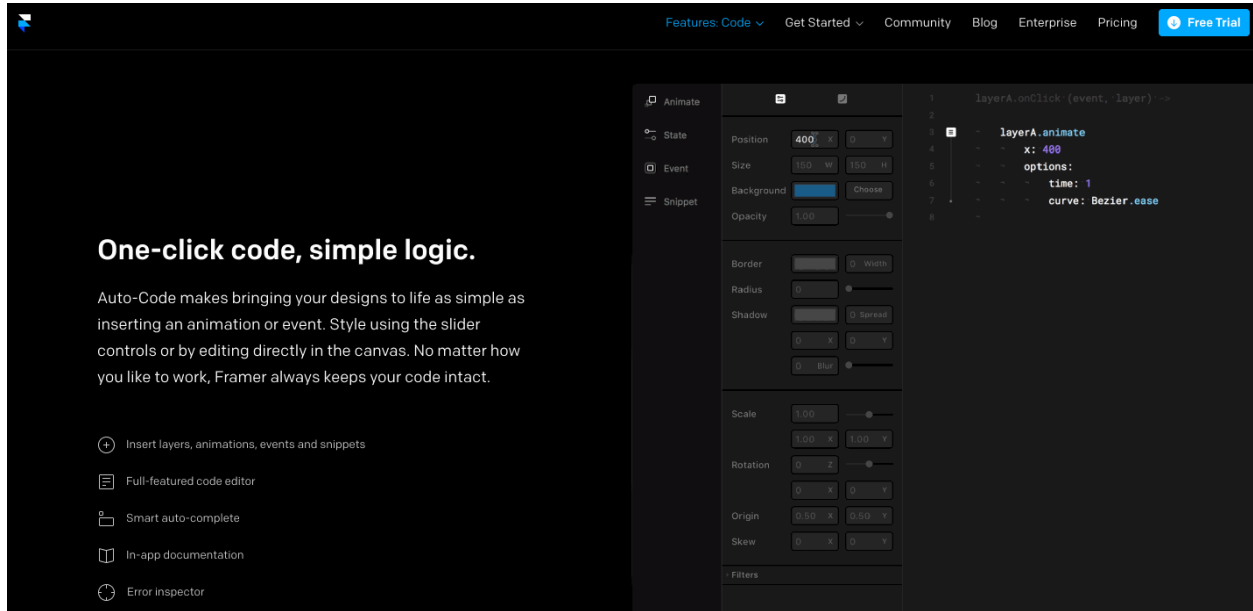 Features: Code
Get Started
Community
Blog
Enterprise
Pricing
Free Trial
One-click code, simple logic.
Auto-Code makes bringing your designs to life as simple as
inserting an animation or event. Style using the slider
controls or by editing directly in the canvas. No matter how
you like to work, Framer always keeps your code intact.
Insert layers, animations, events and snippets
Full-featured code editor
Smart auto-complete
In-app documentation
Error inspector
Animate
State
Event
Snippet
Position 400 X 0 Y
Size 150 W 150 H
Background Choose
Opacity 1.00
Border 0 Width
Radius 0
Shadow 0 Spread
0 X 0 Y
0 Blur
Scale 1.00
1.00 X 1.00 Y
Rotation 0 Z
0 X 0 Y
Origin 0.50 X 0.50 Y
Skew 0 X 0 Y
Filters
1 layerA.onClick (event, layer) ->
2
3 layerA.animate
4 x: 400
5 options:
6 time: 1
7 curve: Bezier.ease
8